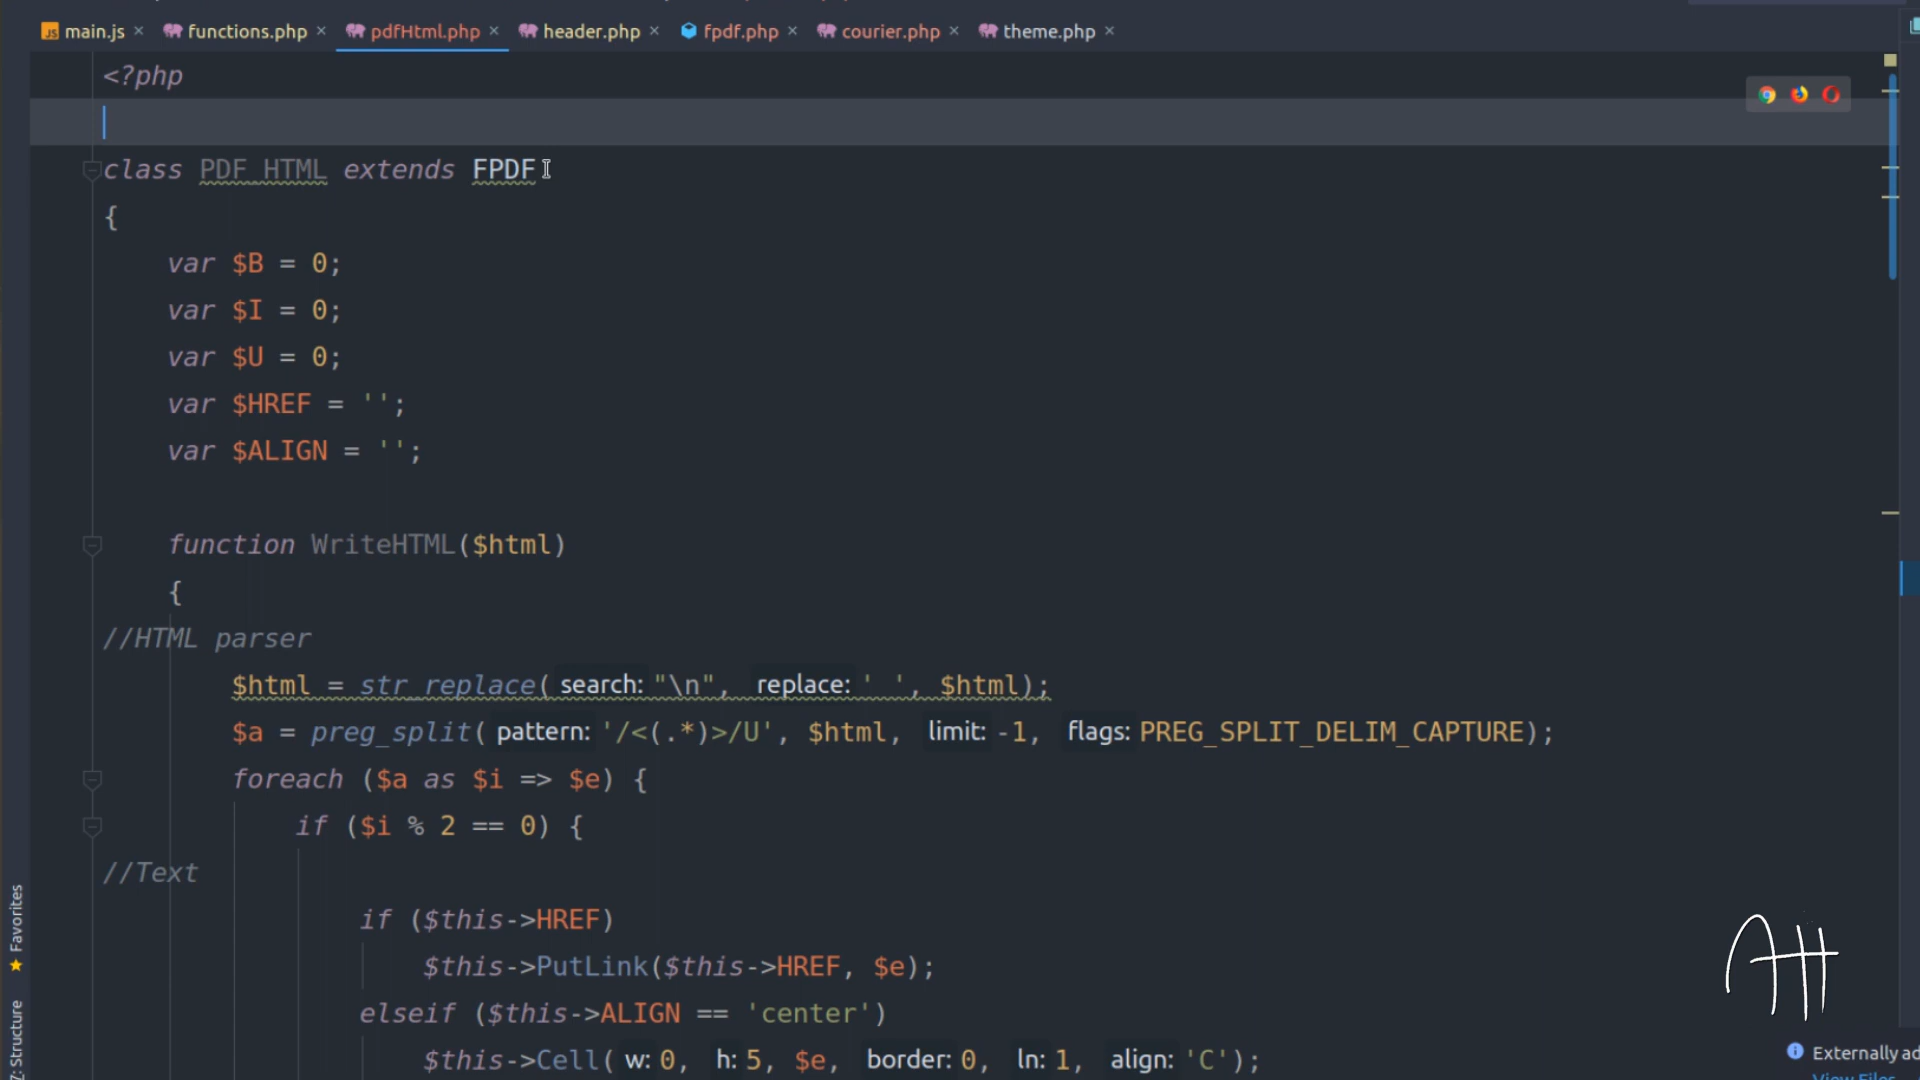 main.js × functions.php × pdfHtml.php × header.php × fpdf.php × courier.php × theme.php ×
<?php
class PDF_HTML extends FPDF
{
var $B = 0;
var $I = 0;
var $U = 0;
var $HREF = '';
var $ALIGN = '';
function WriteHTML($html)
{
//HTML parser
$html = str_replace( search: "\n", replace: ' ', $html);
$a = preg_split( pattern: '/<(.*)>/U', $html, limit: -1, flags: PREG_SPLIT_DELIM_CAPTURE);
foreach ($a as $i => $e) {
if ($i % 2 == 0) {
//Text
if ($this->HREF)
$this->PutLink($this->HREF, $e);
elseif ($this->ALIGN == 'center')
$this->Cell( w: 0, h: 5, $e, border: 0, ln: 1, align: 'C');
Favorites
7: Structure
Externally ad
View Files